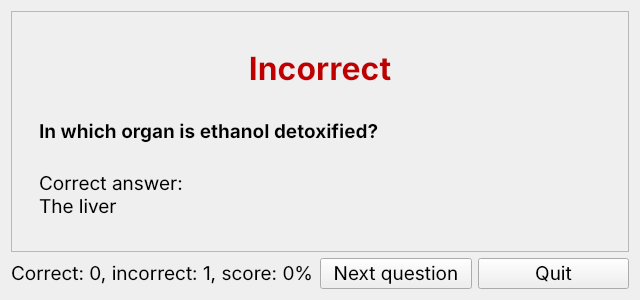 Incorrect
In which organ is ethanol detoxified?
Correct answer:
The liver
Correct: 0, incorrect: 1, score: 0%
Next question
Quit